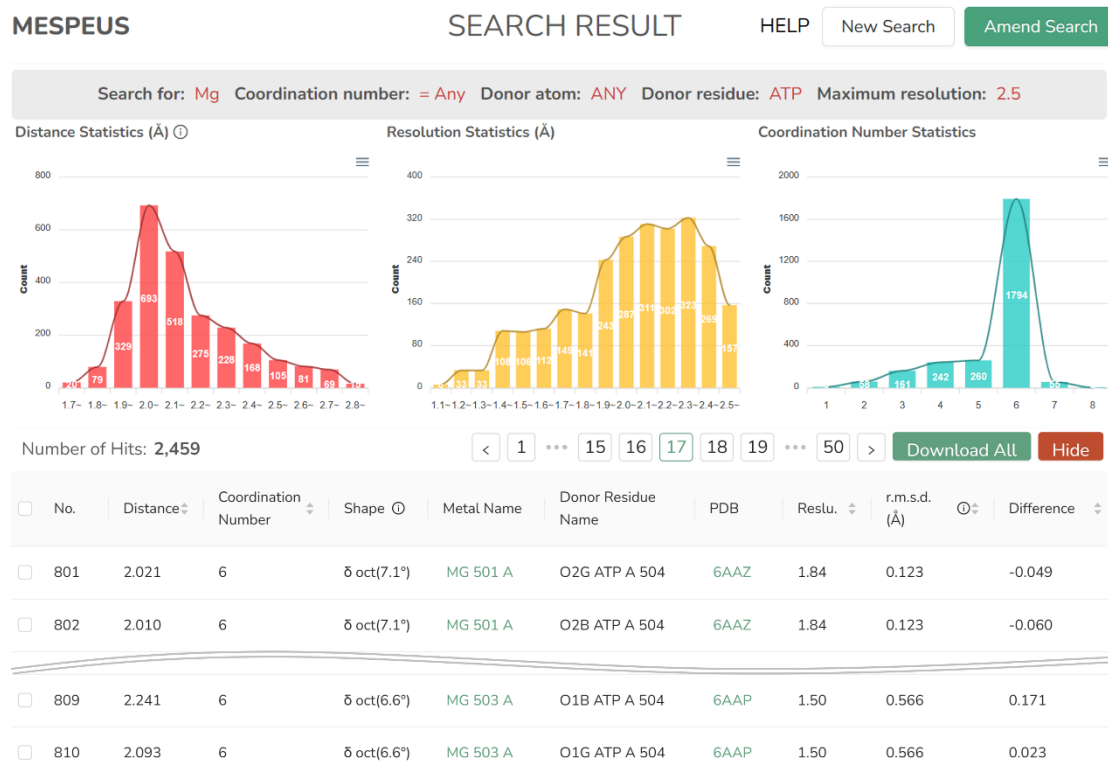 MESPEUS SEARCH RESULT HELP New Search Amend Search
Search for: Mg Coordination number: = Any Donor atom: ANY Donor residue: ATP Maximum resolution: 2.5
Distance Statistics (Å) Resolution Statistics (Å) Coordination Number Statistics
800
600
400
200
0
Count
20 79 329 693 518 275 228 168 105 81 69
1.7~ 1.8~ 1.9~ 2.0~ 2.1~ 2.2~ 2.3~ 2.4~ 2.5~ 2.6~ 2.7~ 2.8~
400
320
240
160
80
0
Count
33 33 108 106 112 149 141 243 287 311 302 323 269 157
1.1~ 1.2~ 1.3~ 1.4~ 1.5~ 1.6~ 1.7~ 1.8~ 1.9~ 2.0~ 2.1~ 2.2~ 2.3~ 2.4~ 2.5~
2000
1600
1200
800
400
0
Count
58 161 242 260 1794 55
1 2 3 4 5 6 7 8
Number of Hits: 2,459 < 1 ••• 15 16 17 18 19 ••• 50 > Download All Hide
No. Distance Coordination Number Shape Metal Name Donor Residue Name PDB Reslu. r.m.s.d. (Å) Difference
801 2.021 6 δ oct(7.1°) MG 501 A O2G ATP A 504 6AAZ 1.84 0.123 -0.049
802 2.010 6 δ oct(7.1°) MG 501 A O2B ATP A 504 6AAZ 1.84 0.123 -0.060
809 2.241 6 δ oct(6.6°) MG 503 A O1B ATP A 504 6AAP 1.50 0.566 0.171
810 2.093 6 δ oct(6.6°) MG 503 A O1G ATP A 504 6AAP 1.50 0.566 0.023